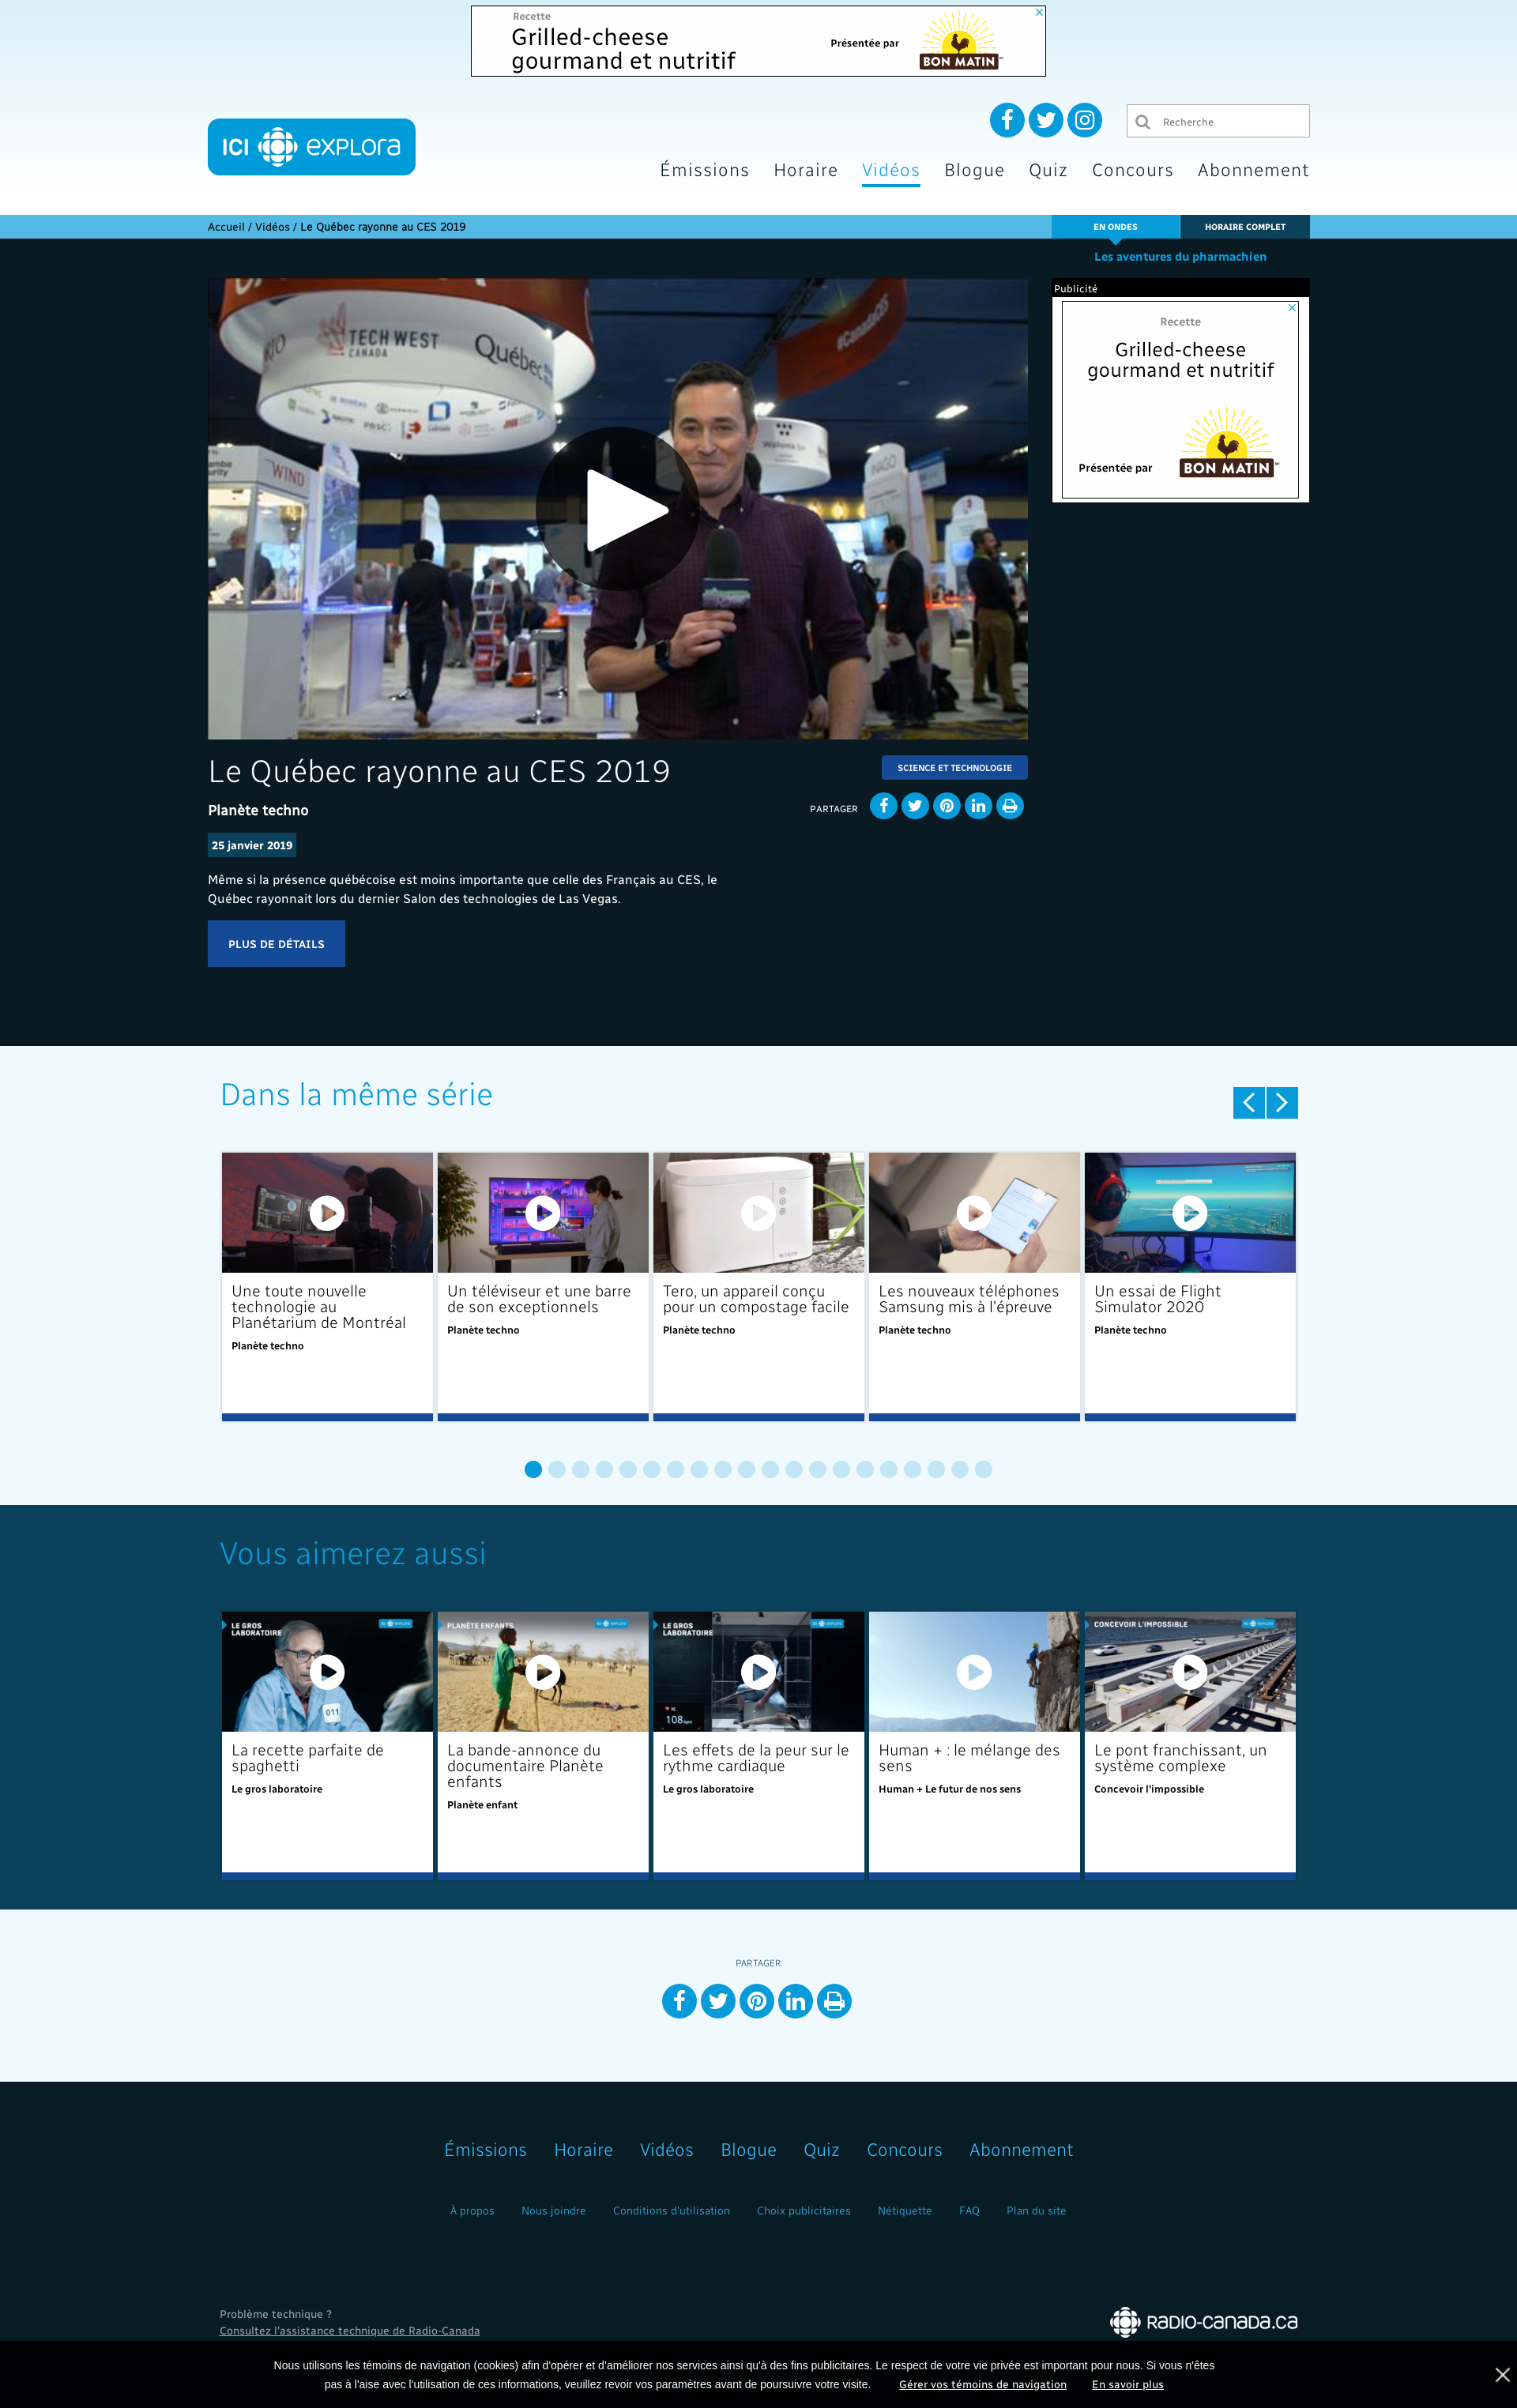 Recette
Grilled-cheese
gourmand et nutritif
Présentée par
BON MATIN
ICI explora
Recherche
Émissions
Horaire
Vidéos
Blogue
Quiz
Concours
Abonnement
Accueil / Vidéos / Le Québec rayonne au CES 2019
EN ONDES
HORAIRE COMPLET
Les aventures du pharmachien
TECH WEST
CANADA
Québec
#CanadaCES
WIND
Publicité
Recette
Grilled-cheese
gourmand et nutritif
Présentée par
BON MATIN
Le Québec rayonne au CES 2019
SCIENCE ET TECHNOLOGIE
Planète techno
PARTAGER
25 janvier 2019
Même si la présence québécoise est moins importante que celle des Français au CES, le
Québec rayonnait lors du dernier Salon des technologies de Las Vegas.
PLUS DE DÉTAILS
Dans la même série
Une toute nouvelle
technologie au
Planétarium de Montréal
Planète techno
Un téléviseur et une barre
de son exceptionnels
Planète techno
TERO
Tero, un appareil conçu
pour un compostage facile
Planète techno
Les nouveaux téléphones
Samsung mis à l'épreuve
Planète techno
Un essai de Flight
Simulator 2020
Planète techno
Vous aimerez aussi
LE GROS
LABORATOIRE
ICI EXPLORA
011
La recette parfaite de
spaghetti
Le gros laboratoire
PLANÈTE ENFANTS
ICI EXPLORA
La bande-annonce du
documentaire Planète
enfants
Planète enfant
LE GROS
LABORATOIRE
ICI EXPLORA
108
Les effets de la peur sur le
rythme cardiaque
Le gros laboratoire
Human + : le mélange des
sens
Human + Le futur de nos sens
CONCEVOIR L'IMPOSSIBLE
ICI EXPLORA
Le pont franchissant, un
système complexe
Concevoir l'impossible
PARTAGER
Émissions
Horaire
Vidéos
Blogue
Quiz
Concours
Abonnement
À propos
Nous joindre
Conditions d'utilisation
Choix publicitaires
Nétiquette
FAQ
Plan du site
Problème technique ?
Consultez l'assistance technique de Radio-Canada
RADIO-CANADA.CA
Nous utilisons les témoins de navigation (cookies) afin d'opérer et d'améliorer nos services ainsi qu'à des fins publicitaires. Le respect de votre vie privée est important pour nous. Si vous n'êtes
pas à l'aise avec l'utilisation de ces informations, veuillez revoir vos paramètres avant de poursuivre votre visite.
Gérer vos témoins de navigation
En savoir plus